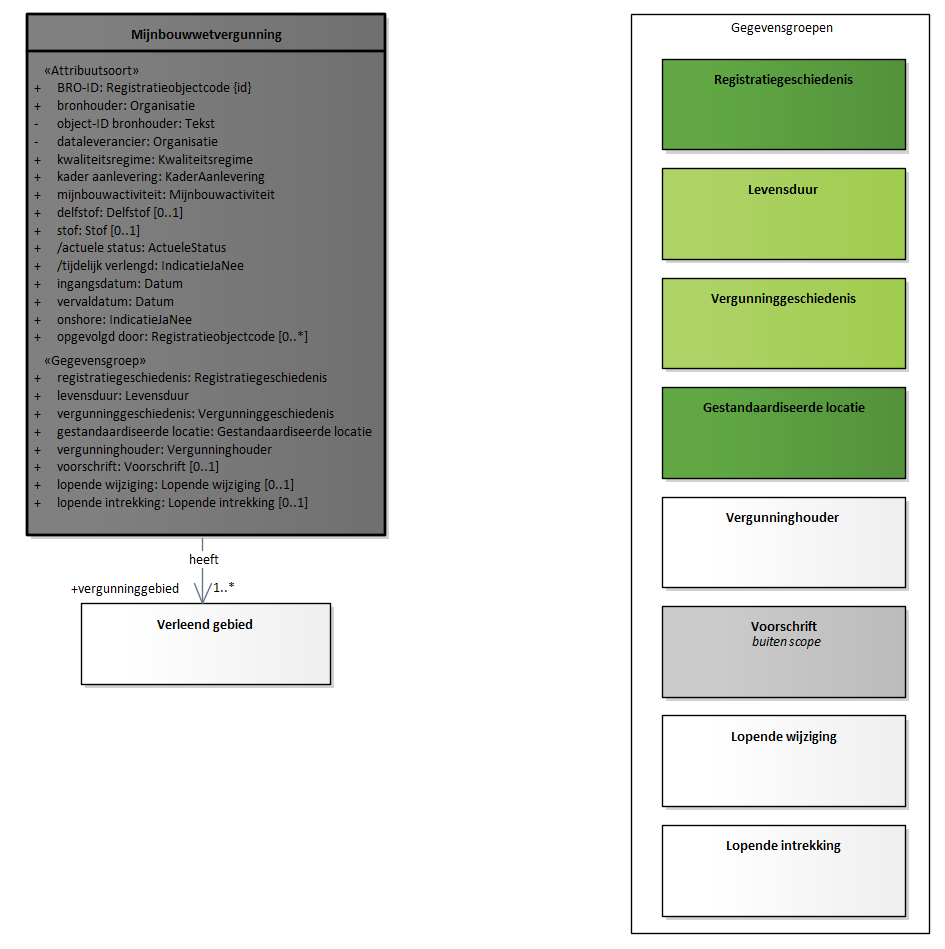 Mijnbouwwetvergunning
«Attribuutsoort»
+ BRO-ID: Registratieobjectcode {id}
+ bronhouder: Organisatie
- object-ID bronhouder: Tekst
- dataleverancier: Organisatie
+ kwaliteitsregime: Kwaliteitsregime
+ kader aanlevering: KaderAanlevering
+ mijnbouwactiviteit: Mijnbouwactiviteit
+ delfstof: Delfstof [0..1]
+ stof: Stof [0..1]
+ /actuele status: ActueleStatus
+ /tijdelijk verlengd: IndicatieJaNee
+ ingangsdatum: Datum
+ vervaldatum: Datum
+ onshore: IndicatieJaNee
+ opgevolgd door: Registratieobjectcode [0..*]
«Gegevensgroep»
+ registratiegeschiedenis: Registratiegeschiedenis
+ levensduur: Levensduur
+ vergunninggeschiedenis: Vergunninggeschiedenis
+ gestandaardiseerde locatie: Gestandaardiseerde locatie
+ vergunninghouder: Vergunninghouder
+ voorschrift: Voorschrift [0..1]
+ lopende wijziging: Lopende wijziging [0..1]
+ lopende intrekking: Lopende intrekking [0..1]
heeft
+vergunninggebied 1..*
Verleend gebied
Gegevensgroepen
Registratiegeschiedenis
Levensduur
Vergunninggeschiedenis
Gestandaardiseerde locatie
Vergunninghouder
Voorschrift
buiten scope
Lopende wijziging
Lopende intrekking